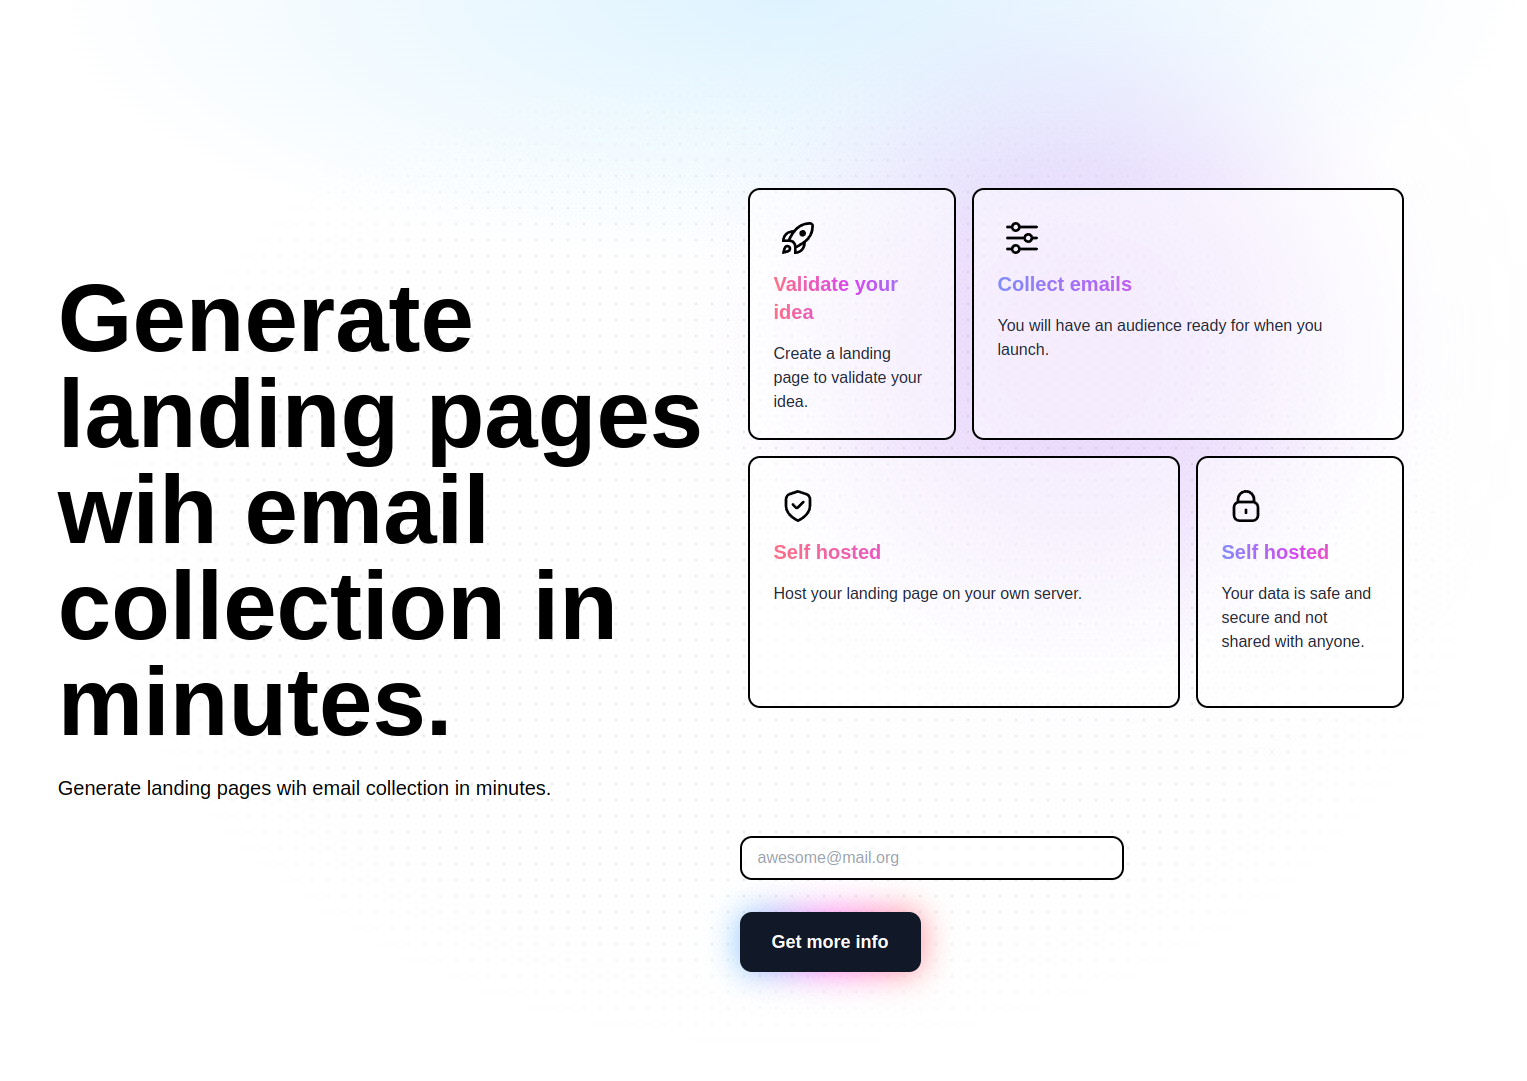 Generate
landing pages
wih email
collection in
minutes.
Generate landing pages wih email collection in minutes.
Validate your
idea
Create a landing
page to validate your
idea.
Collect emails
You will have an audience ready for when you
launch.
Self hosted
Host your landing page on your own server.
Self hosted
Your data is safe and
secure and not
shared with anyone.
awesome@mail.org
Get more info